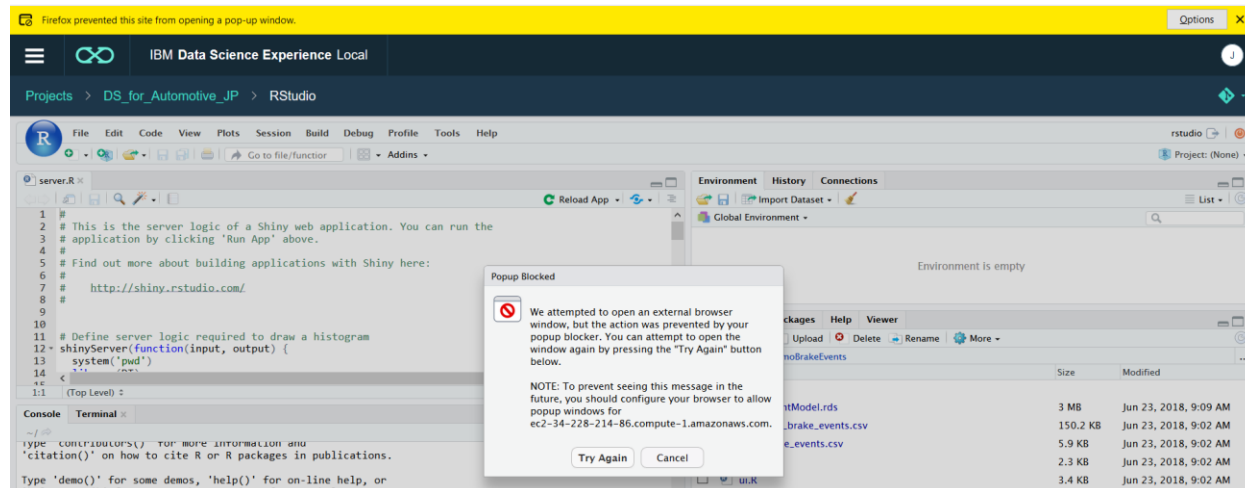 Firefox prevented this site from opening a pop-up window.
Options
IBM Data Science Experience Local
J
Projects > DS_for_Automotive_JP > RStudio
R
File Edit Code View Plots Session Build Debug Profile Tools Help
rstudio
Go to file/functior
Addins
Project: (None)
server.R
Reload App
1 #
2 # This is the server logic of a Shiny web application. You can run the
3 # application by clicking 'Run App' above.
4 #
5 # Find out more about building applications with Shiny here:
6 #
7 # http://shiny.rstudio.com/
8 #
9
10
11 # Define server logic required to draw a histogram
12 shinyServer(function(input, output) {
13 system('pwd')
14
1:1 (Top Level)
Console Terminal
~/
Type 'contributors()' for more information and
'citation()' on how to cite R or R packages in publications.
Type 'demo()' for some demos, 'help()' for on-line help, or
Environment History Connections
Import Dataset
List
Global Environment
Environment is empty
Popup Blocked
We attempted to open an external browser
window, but the action was prevented by your
popup blocker. You can attempt to open the
window again by pressing the "Try Again" button
below.
NOTE: To prevent seeing this message in the
future, you should configure your browser to allow
popup windows for
ec2-34-228-214-86.compute-1.amazonaws.com.
Try Again Cancel
ckages Help Viewer
Upload Delete Rename More
noBrakeEvents
Size Modified
ntModel.rds 3 MB Jun 23, 2018, 9:09 AM
_brake_events.csv 150.2 KB Jun 23, 2018, 9:02 AM
e_events.csv 5.9 KB Jun 23, 2018, 9:02 AM
2.3 KB Jun 23, 2018, 9:02 AM
ui.R 3.4 KB Jun 23, 2018, 9:02 AM